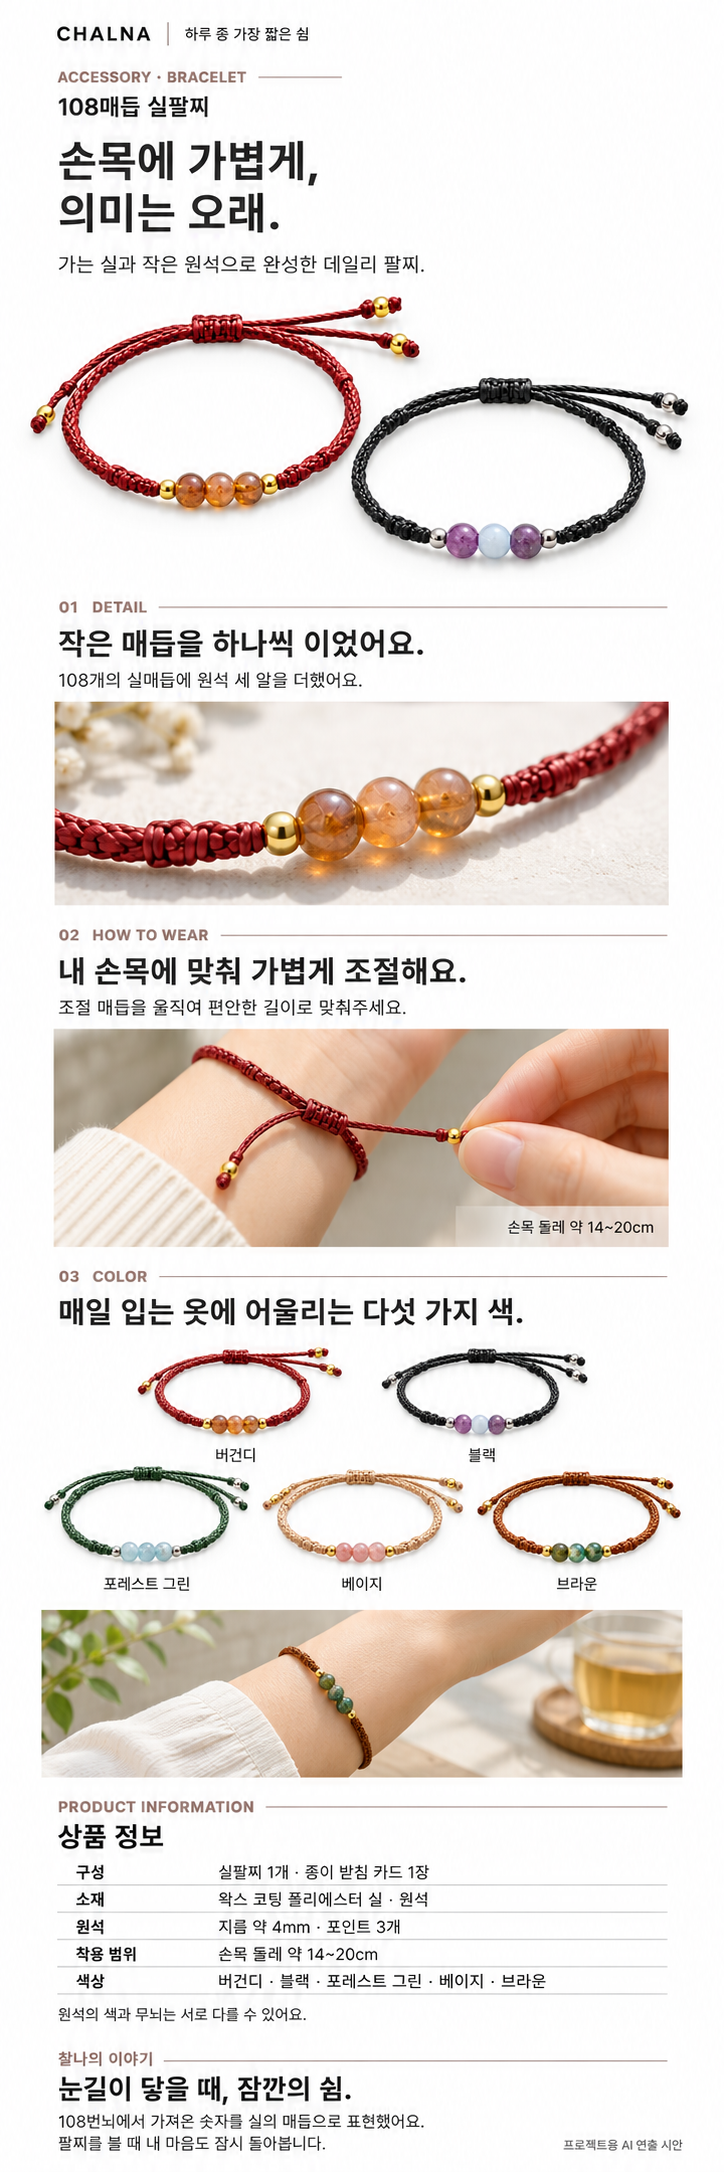 CHALNA
하루 종 가장 짧은 쉼
ACCESSORY · BRACELET
108매듭 실팔찌
손목에 가볍게,
의미는 오래.
가는 실과 작은 원석으로 완성한 데일리 팔찌.
01 DETAIL
작은 매듭을 하나씩 이었어요.
108개의 실매듭에 원석 세 알을 더했어요.
02 HOW TO WEAR
내 손목에 맞춰 가볍게 조절해요.
조절 매듭을 움직여 편안한 길이로 맞춰주세요.
손목 둘레 약 14~20cm
03 COLOR
매일 입는 옷에 어울리는 다섯 가지 색.
버건디
블랙
포레스트 그린
베이지
브라운
PRODUCT INFORMATION
상품 정보
구성 실팔찌 1개 · 종이 받침 카드 1장
소재 왁스 코팅 폴리에스터 실 · 원석
원석 지름 약 4mm · 포인트 3개
착용 범위 손목 둘레 약 14~20cm
색상 버건디 · 블랙 · 포레스트 그린 · 베이지 · 브라운
원석의 색과 무늬는 서로 다를 수 있어요.
찰나의 이야기
눈길이 닿을 때, 잠깐의 쉼.
108번뇌에서 가져온 숫자를 실의 매듭으로 표현했어요.
팔찌를 볼 때 내 마음도 잠시 돌아봅니다.
프로젝트용 AI 연출 시안